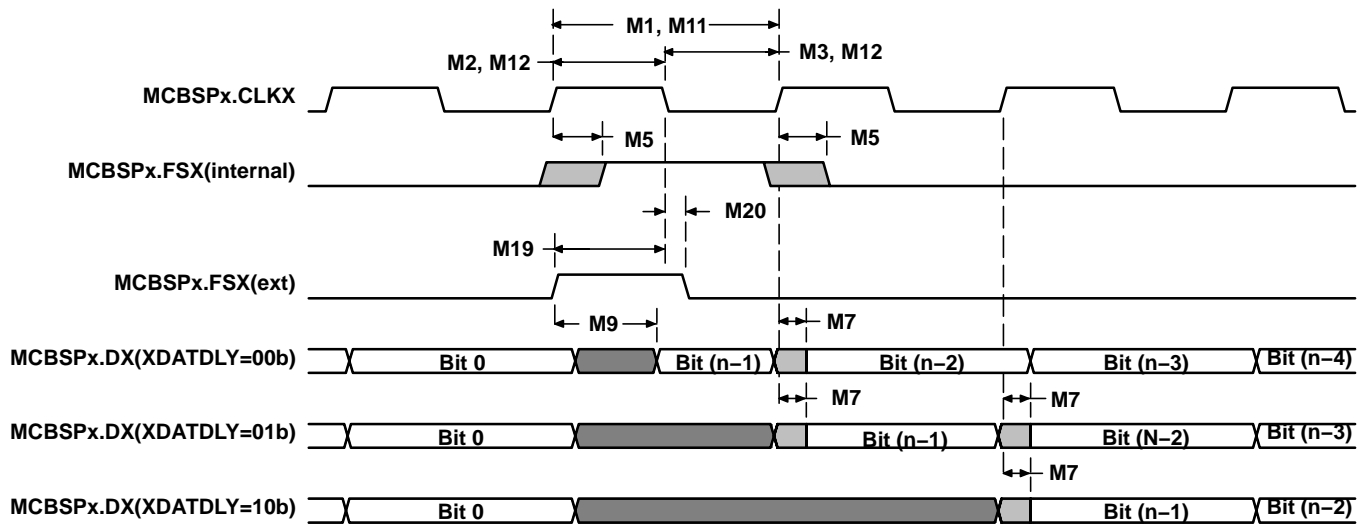 M1, M11
M2, M12
M3, M12
MCBSPx.CLKX
M5
M5
MCBSPx.FSX(internal)
M20
M19
MCBSPx.FSX(ext)
M9
M7
MCBSPx.DX(XDATDLY=00b)
Bit 0
Bit (n−1)
Bit (n−2)
Bit (n−3)
Bit (n−4)
M7
M7
MCBSPx.DX(XDATDLY=01b)
Bit 0
Bit (n−1)
Bit (N−2)
Bit (n−3)
M7
MCBSPx.DX(XDATDLY=10b)
Bit 0
Bit (n−1)
Bit (n−2)